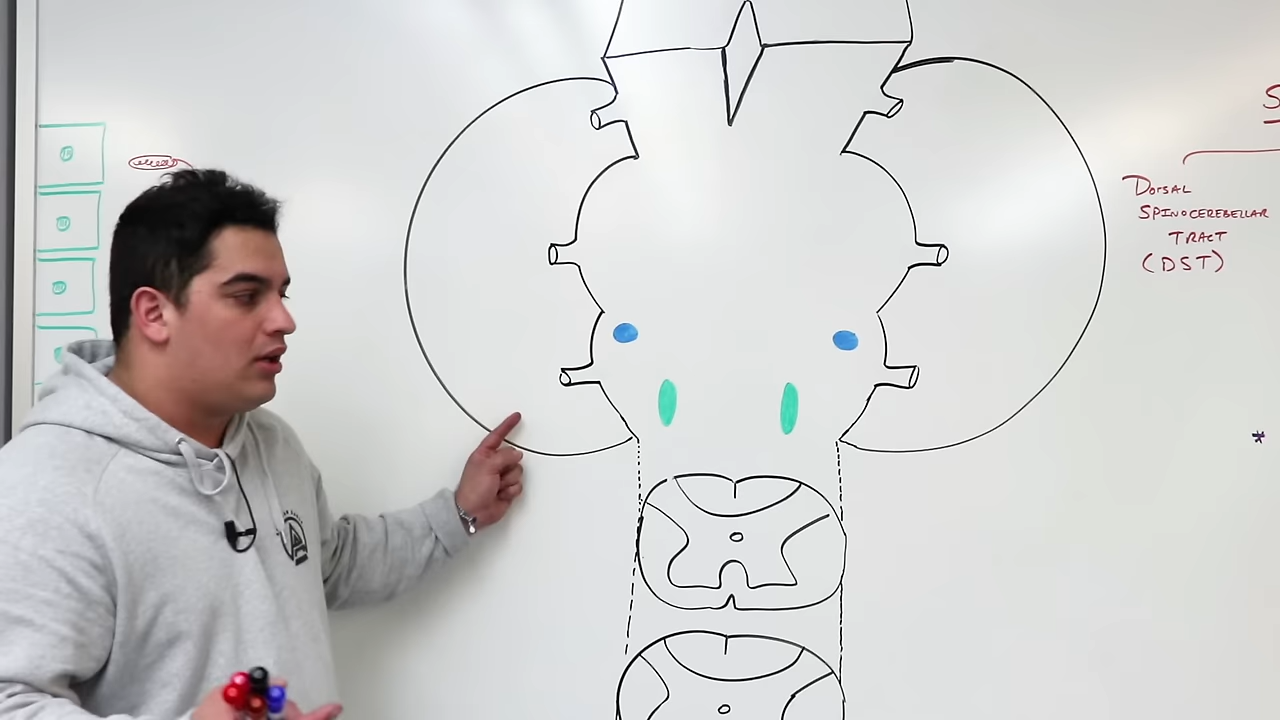 S
DORSAL
SPINOCEREBELLAR
TRACT
(DST)
*